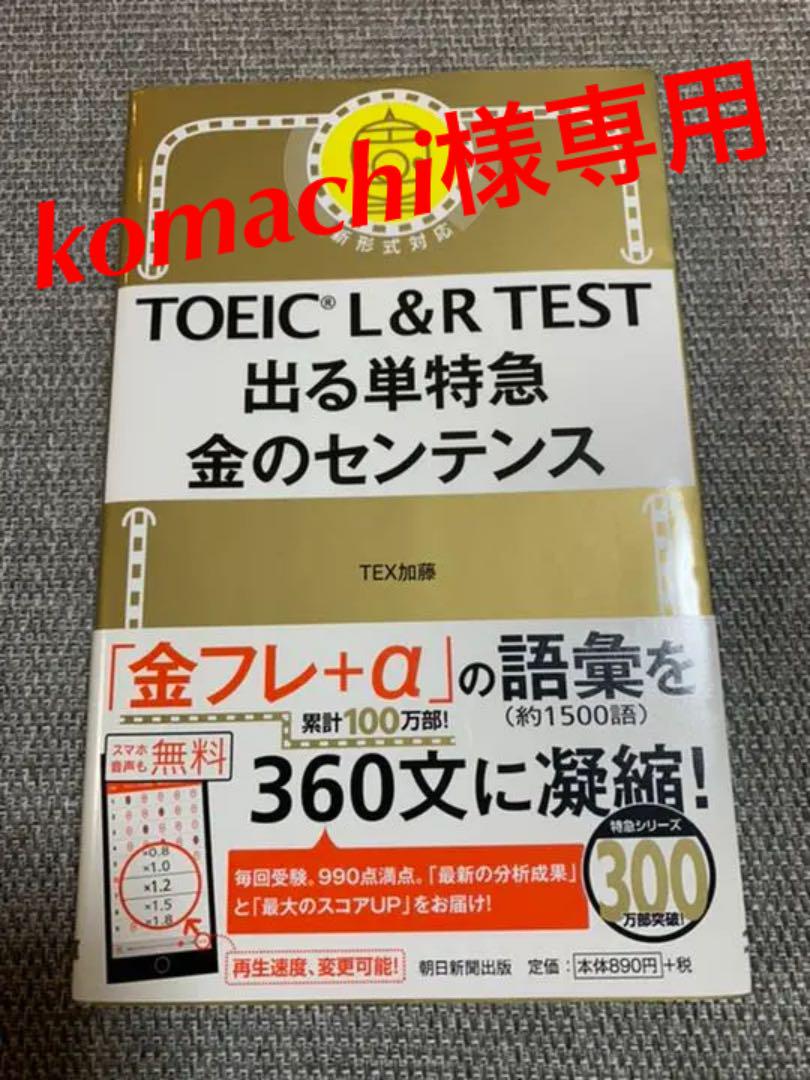 komachi様専用
新形式対応
TOEIC® L&R TEST
出る単特急
金のセンテンス
TEX加藤
「金フレ+α」の語彙を
累計100万部!
(約1500語)
スマホ
音声も無料
360文に凝縮!
×0.8
×1.0
×1.2
×1.5
×1.8
毎回受験。990点満点。「最新の分析成果」
と「最大のスコアUP」をお届け!
特急シリーズ
300
万部突破!
再生速度、変更可能!
朝日新聞出版 定価:本体890円+税